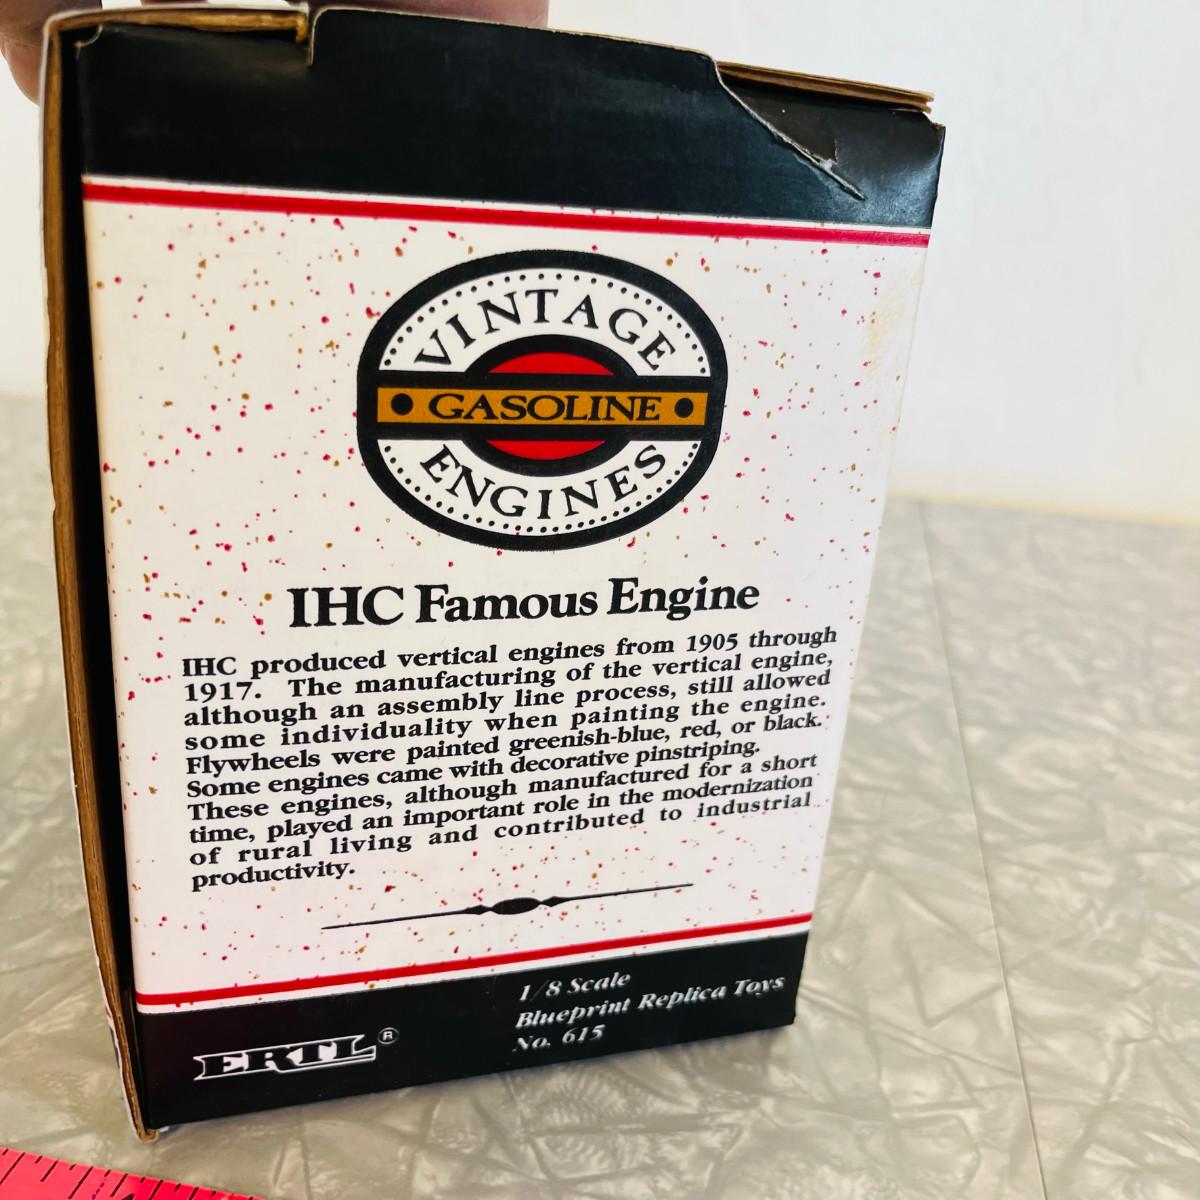 VINTAGE
• GASOLINE •
ENGINES
IHC Famous Engine
IHC produced vertical engines from 1905 through
1917. The manufacturing of the vertical engine,
although an assembly line process, still allowed
some individuality when painting the engine.
Flywheels were painted greenish-blue, red, or black.
Some engines came with decorative pinstriping.
These engines, although manufactured for a short
time, played an important role in the modernization
of rural living and contributed to industrial
productivity.
1/8 Scale
Blueprint Replica Toys
No. 615
ERTL®